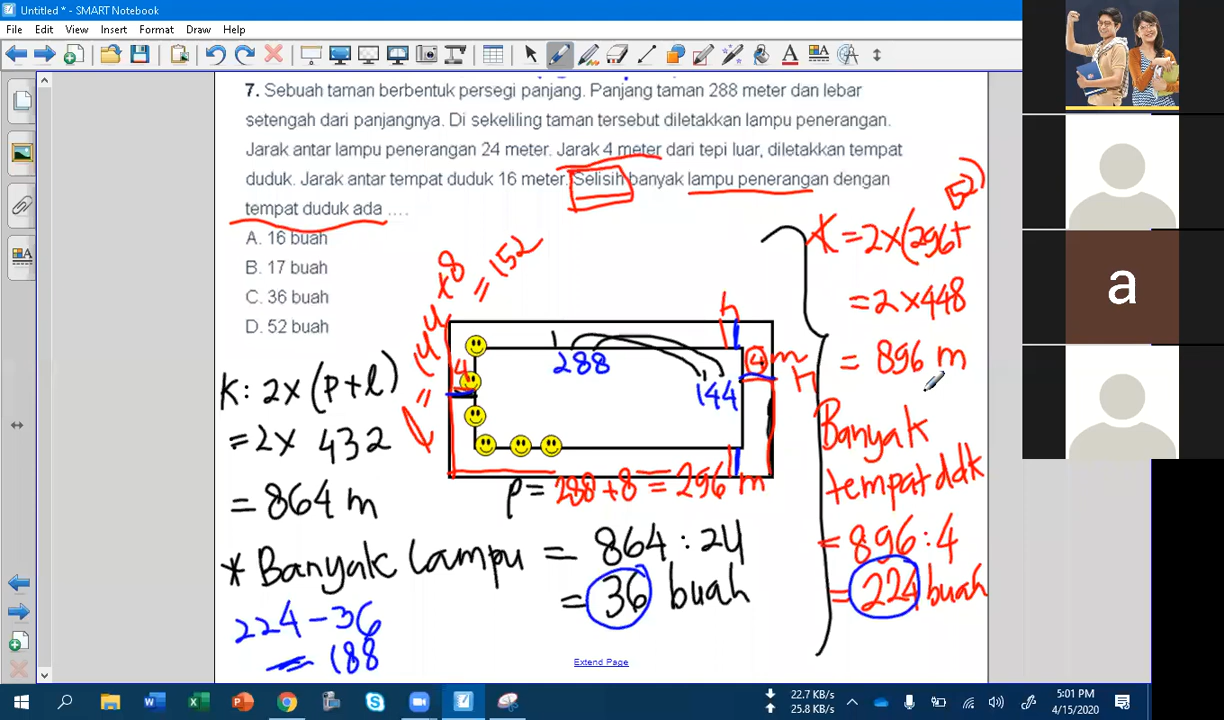 Untitled * - SMART Notebook
File Edit View Insert Format Draw Help
7. Sebuah taman berbentuk persegi panjang. Panjang taman 288 meter dan lebar
setengah dari panjangnya. Di sekeliling taman tersebut diletakkan lampu penerangan.
Jarak antar lampu penerangan 24 meter. Jarak 4 meter dari tepi luar, diletakkan tempat
duduk. Jarak antar tempat duduk 16 meter. Selisih banyak lampu penerangan dengan
tempat duduk ada ....
A. 16 buah
B. 17 buah
C. 36 buah
D. 52 buah
K: 2x (p+l)
= 2x 432
= 864 m
l = 144 + 8 = 152
288
144
4
4 m
p = 288 + 8 = 296 m
* Banyak lampu = 864 : 24
= 36 buah
224 - 36
= 188
K = 2x(296+
152)
= 2 x 448
= 896 m
Banyak
tempat ddk
= 896 : 4
= 224 buah
a
Extend Page
22.7 KB/s
25.8 KB/s
5:01 PM
4/15/2020